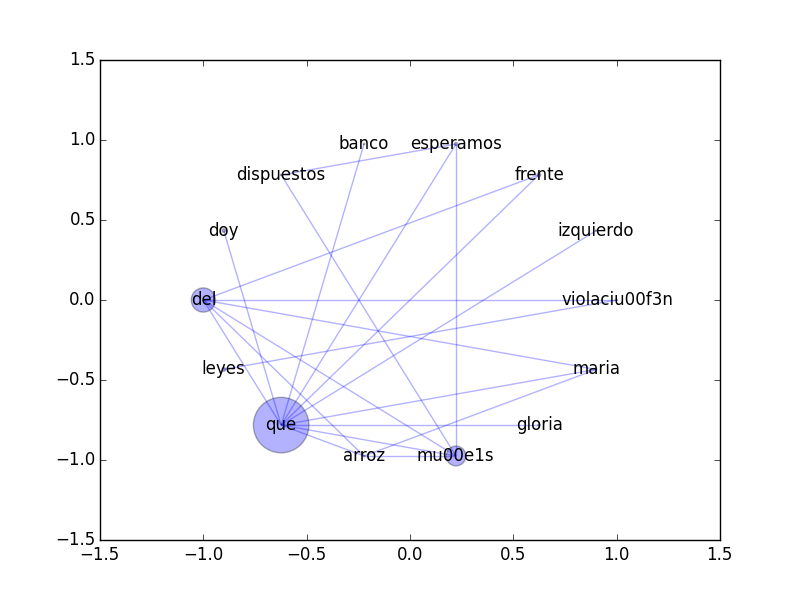 1.5
1.0
0.5
0.0
−0.5
−1.0
−1.5
banco esperamos
dispuestos frente
doy izquierdo
del violaciu00f3n
leyes maria
que gloria
arroz mu00e1s
−1.5 −1.0 −0.5 0.0 0.5 1.0 1.5